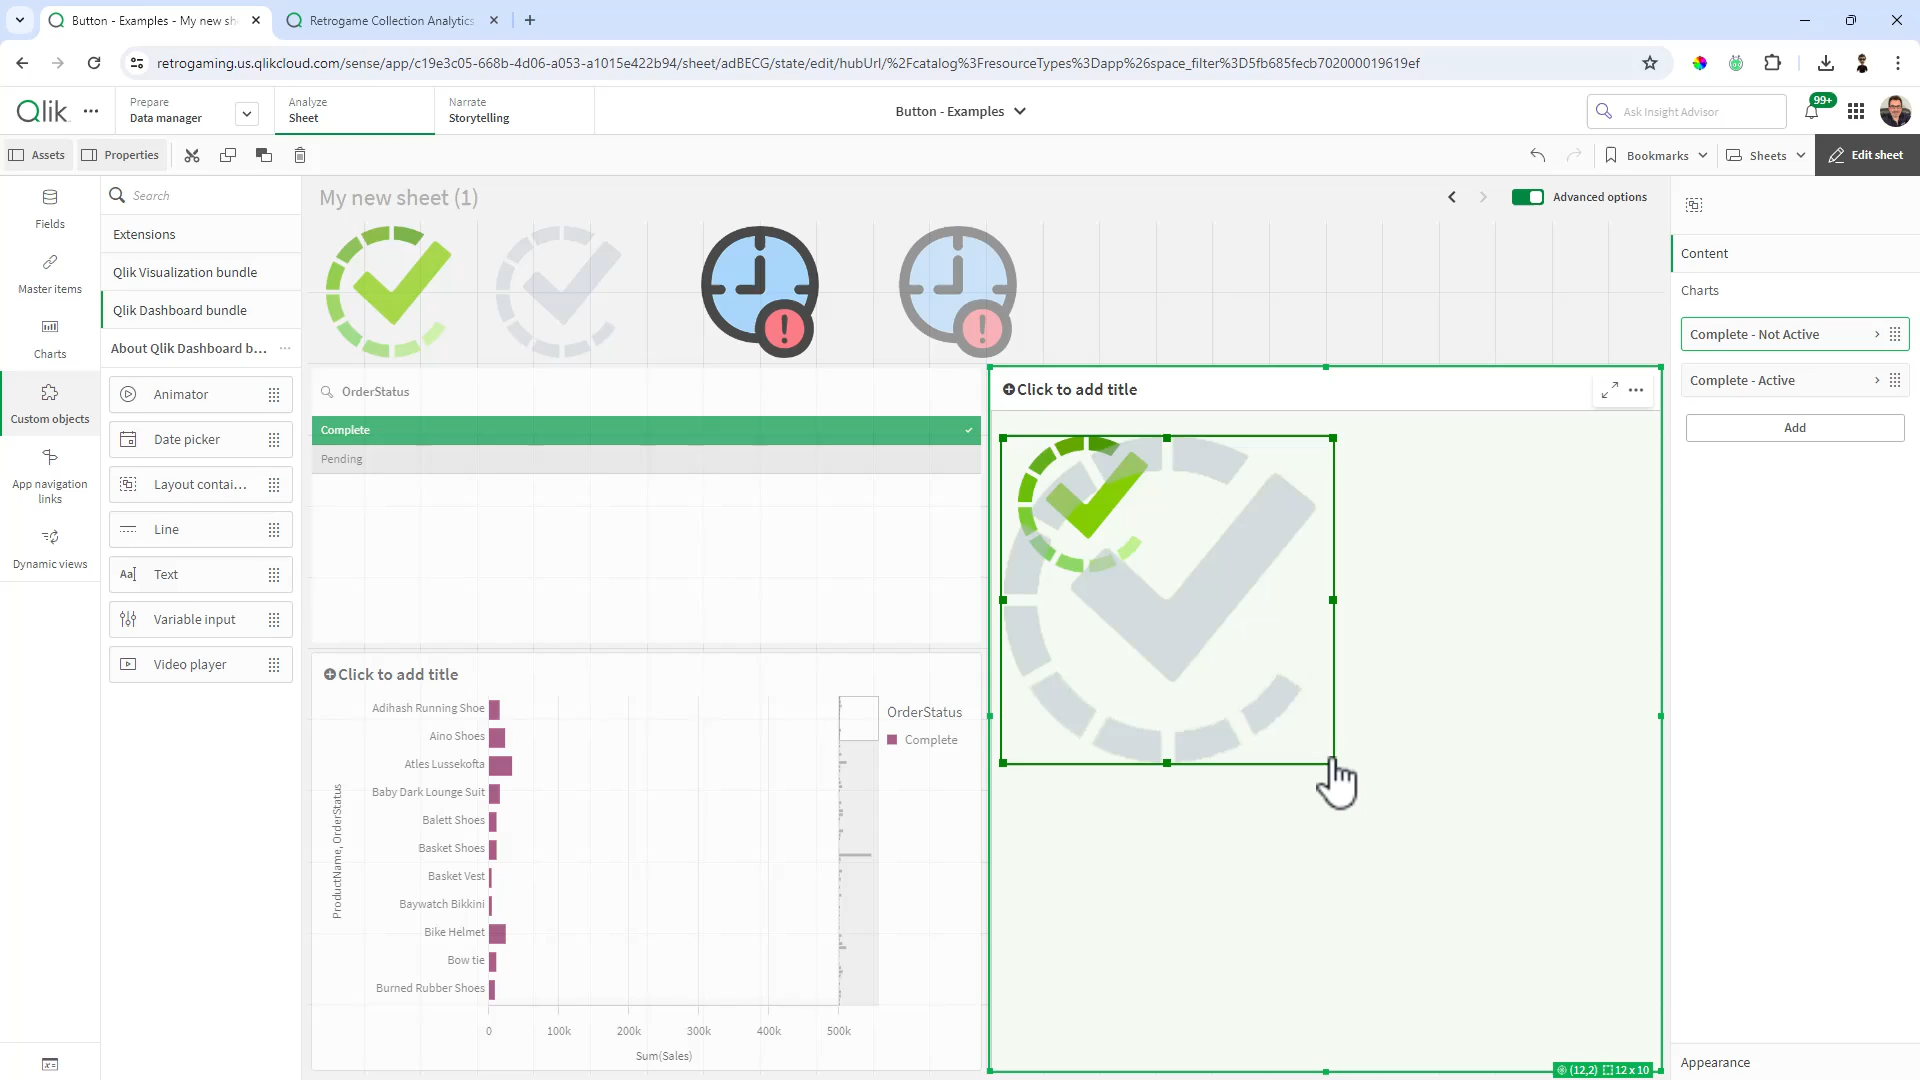 Button - Examples - My new sh
Retrogame Collection Analytics
retrogaming.us.qlikcloud.com/sense/app/c19e3c05-668b-4d06-a053-a1015e422b94/sheet/adBECG/state/edit/hubUrl/%2Fcatalog%3FresourceTypes%3Dapp%26space_filter%3D5fb685fecb702000019619ef
Qlik
Prepare
Data manager
Analyze
Sheet
Narrate
Storytelling
Button - Examples
Ask Insight Advisor
99+
Assets
Properties
Bookmarks
Sheets
Edit sheet
Fields
Master items
Charts
Custom objects
App navigation
links
Dynamic views
Search
Extensions
Qlik Visualization bundle
Qlik Dashboard bundle
About Qlik Dashboard b...
Animator
Date picker
Layout contai...
Line
Text
Variable input
Video player
My new sheet (1)
Advanced options
OrderStatus
Complete
Pending
Click to add title
Adihash Running Shoe
Aino Shoes
Atles Lussekofta
Baby Dark Lounge Suit
Balett Shoes
Basket Shoes
Basket Vest
Baywatch Bikkini
Bike Helmet
Bow tie
Burned Rubber Shoes
ProductName, OrderStatus
0
100k
200k
300k
400k
500k
Sum(Sales)
OrderStatus
Complete
Click to add title
(12,2) 12 x 10
Content
Charts
Complete - Not Active
Complete - Active
Add
Appearance